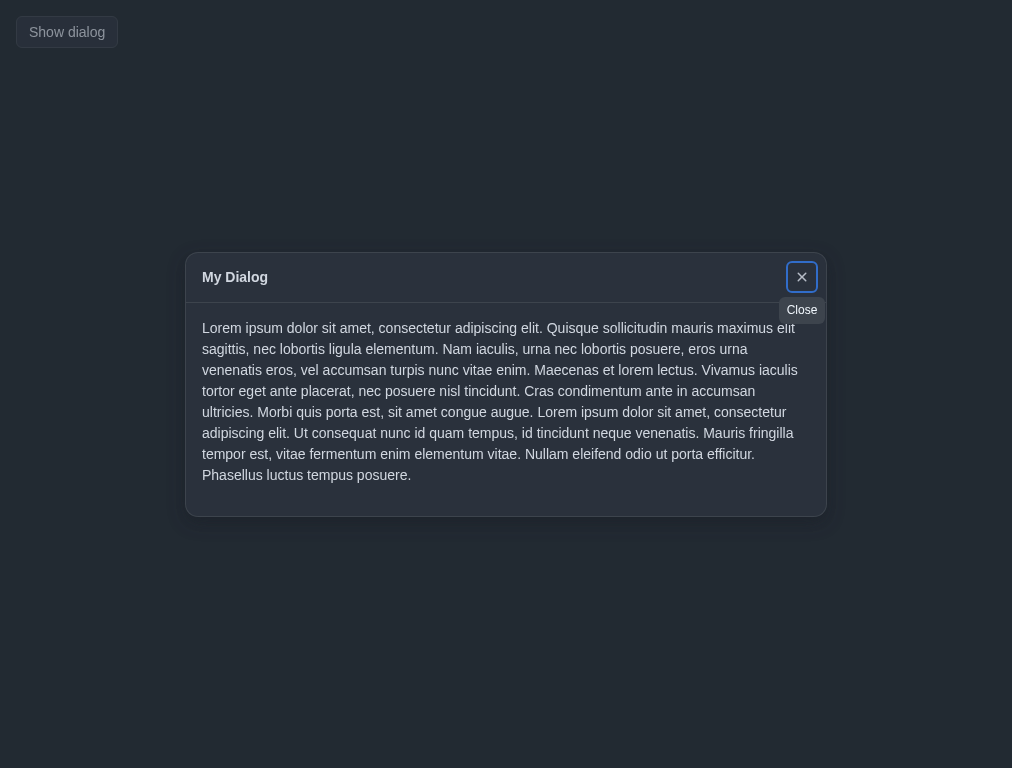 Show dialog
My Dialog
Close
Lorem ipsum dolor sit amet, consectetur adipiscing elit. Quisque sollicitudin mauris maximus elit
sagittis, nec lobortis ligula elementum. Nam iaculis, urna nec lobortis posuere, eros urna
venenatis eros, vel accumsan turpis nunc vitae enim. Maecenas et lorem lectus. Vivamus iaculis
tortor eget ante placerat, nec posuere nisl tincidunt. Cras condimentum ante in accumsan
ultricies. Morbi quis porta est, sit amet congue augue. Lorem ipsum dolor sit amet, consectetur
adipiscing elit. Ut consequat nunc id quam tempus, id tincidunt neque venenatis. Mauris fringilla
tempor est, vitae fermentum enim elementum vitae. Nullam eleifend odio ut porta efficitur.
Phasellus luctus tempus posuere.